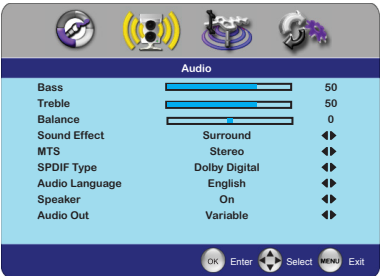 Audio
Bass 50
Treble 50
Balance 0
Sound Effect Surround
MTS Stereo
SPDIF Type Dolby Digital
Audio Language English
Speaker On
Audio Out Variable
OK Enter Select MENU Exit